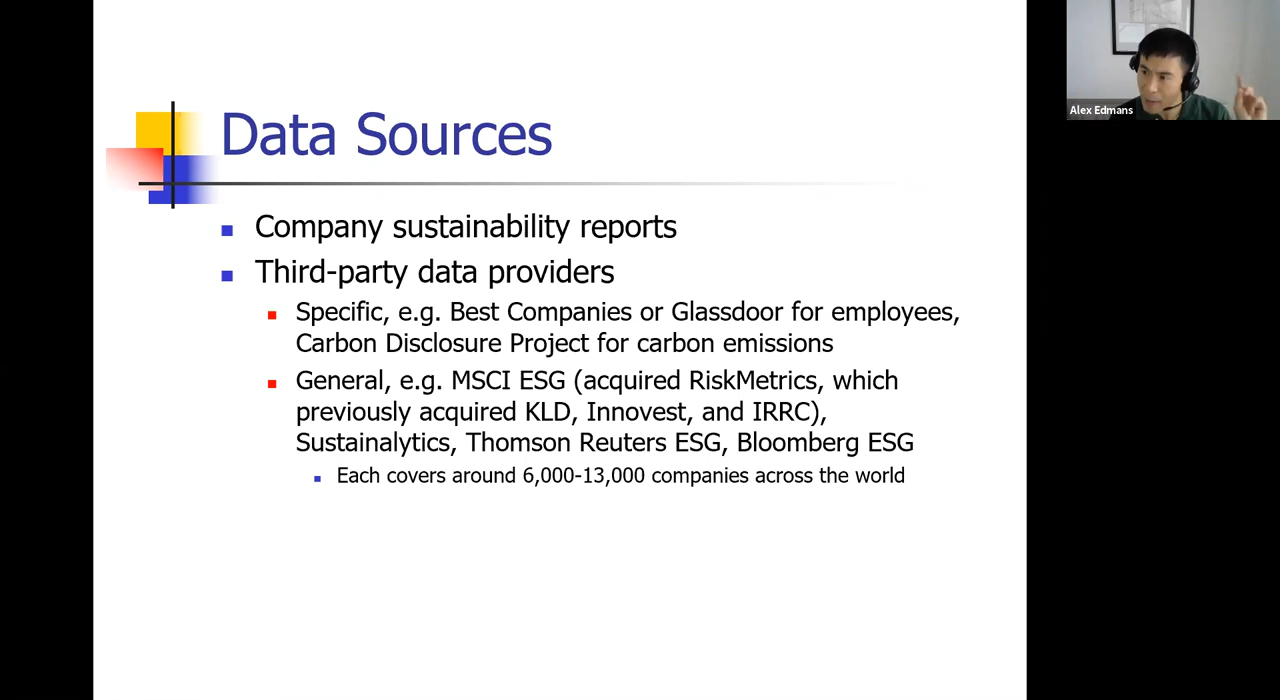 Data Sources
Company sustainability reports
Third-party data providers
Specific, e.g. Best Companies or Glassdoor for employees,
Carbon Disclosure Project for carbon emissions
General, e.g. MSCI ESG (acquired RiskMetrics, which
previously acquired KLD, Innovest, and IRRC),
Sustainalytics, Thomson Reuters ESG, Bloomberg ESG
Each covers around 6,000-13,000 companies across the world
Alex Edmans